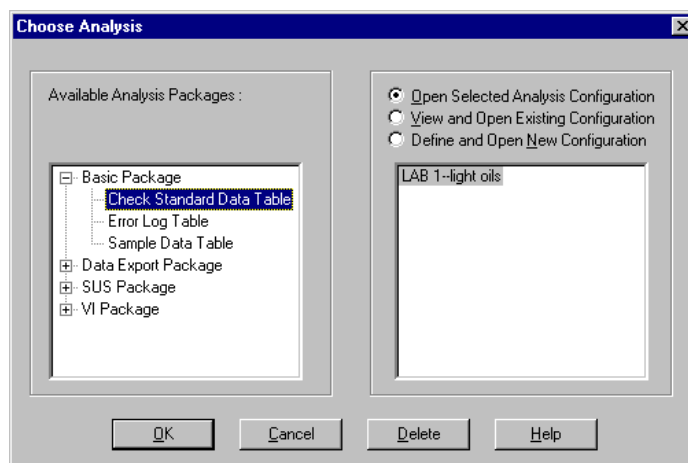 Choose Analysis
Available Analysis Packages :
Basic Package
Check Standard Data Table
Error Log Table
Sample Data Table
Data Export Package
SUS Package
VI Package
Open Selected Analysis Configuration
View and Open Existing Configuration
Define and Open New Configuration
LAB 1--light oils
OK
Cancel
Delete
Help